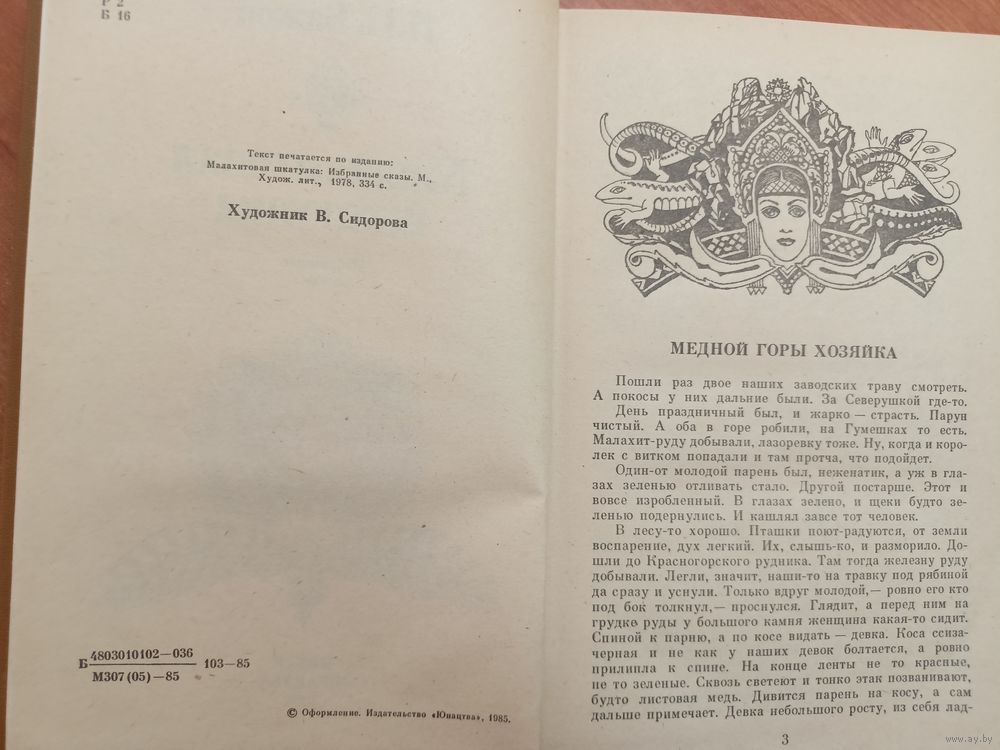 Р 2
Б 16
Текст печатается по изданию:
Малахитовая шкатулка: Избранные сказы. М.,
Худож. лит., 1978, 334 с.
Художник В. Сидорова
Б 4803010102—036 103—85
М307(05)—85
© Оформление. Издательство «Юнацтва», 1985.
МЕДНОЙ ГОРЫ ХОЗЯЙКА
Пошли раз двое наших заводских траву смотреть.
А покосы у них дальние были. За Северушкой где-то.
День праздничный был, и жарко — страсть. Парун
чистый. А оба в горе робили, на Гумешках то есть.
Малахит-руду добывали, лазоревку тоже. Ну, когда и коро-
лек с витком попадали и там протча, что подойдет.
Один-от молодой парень был, неженатик, а уж в гла-
зах зеленью отливать стало. Другой постарше. Этот и
вовсе изробленный. В глазах зелено, и щеки будто зе-
ленью подернулись. И кашлял завсе тот человек.
В лесу-то хорошо. Пташки поют-радуются, от земли
воспарение, дух легкий. Их, слышь-ко, и разморило. До-
шли до Красногорского рудника. Там тогда железну руду
добывали. Легли, значит, наши-то на травку под рябиной
да сразу и уснули. Только вдруг молодой,— ровно его кто
под бок толкнул,— проснулся. Глядит, а перед ним на
грудке руды у большого камня женщина какая-то сидит.
Спиной к парню, а по косе видать — девка. Коса ссиза-
черная и не как у наших девок болтается, а ровно
прилипла к спине. На конце ленты не то красные,
не то зеленые. Сквозь светеют и тонко этак позванивают,
будто листовая медь. Дивится парень на косу, а сам
дальше примечает. Девка небольшого росту, из себя лад-
3
www.ay.by